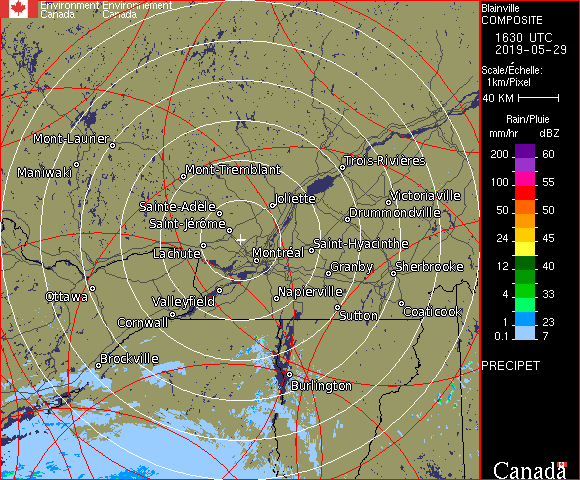 Environment Environnement
Canada Canada
Mont-Laurier
Maniwaki
Mont-Tremblant
Trois-Rivières
Joliette
Victoriaville
Sainte-Adèle
Drummondville
Saint-Jérôme
Saint-Hyacinthe
Lachute
Montréal
Granby
Sherbrooke
Ottawa
Valleyfield
Napierville
Cornwall
Sutton
Coaticook
Brockville
Burlington
Blainville
COMPOSITE
1630 UTC
2019-05-29
Scale/Échelle:
1km/Pixel
40 KM
Rain/Pluie
mm/hr dBZ
200 60
57
100 55
50 50
24 45
12 40
4 33
1 23
0.1 7
PRECIPET
Canada